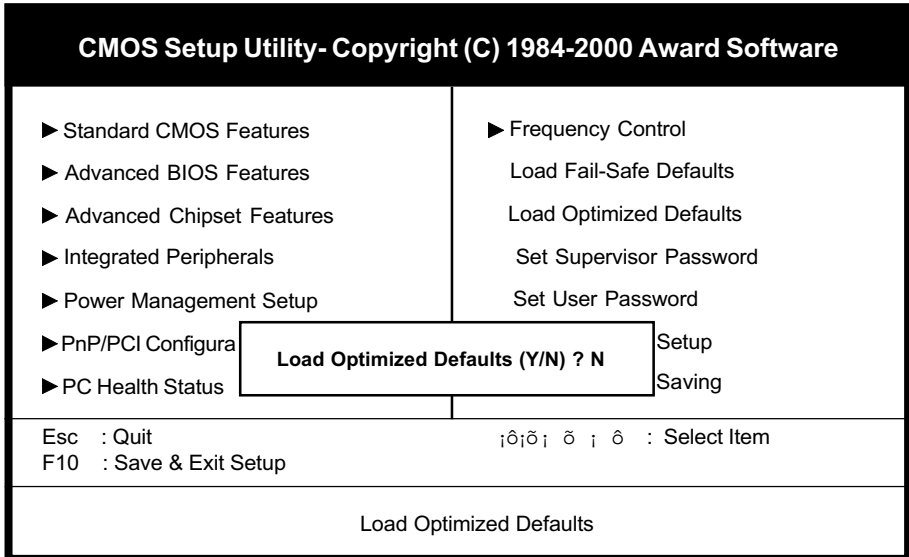 CMOS Setup Utility- Copyright (C) 1984-2000 Award Software
▶ Standard CMOS Features
▶ Advanced BIOS Features
▶ Advanced Chipset Features
▶ Integrated Peripherals
▶ Power Management Setup
▶ PnP/PCI Configura
▶ PC Health Status
▶ Frequency Control
Load Fail-Safe Defaults
Load Optimized Defaults
Set Supervisor Password
Set User Password
Setup
Saving
Load Optimized Defaults (Y/N) ? N
Esc : Quit
F10 : Save & Exit Setup
¡ô¡õ¡ õ ¡ ô : Select Item
Load Optimized Defaults